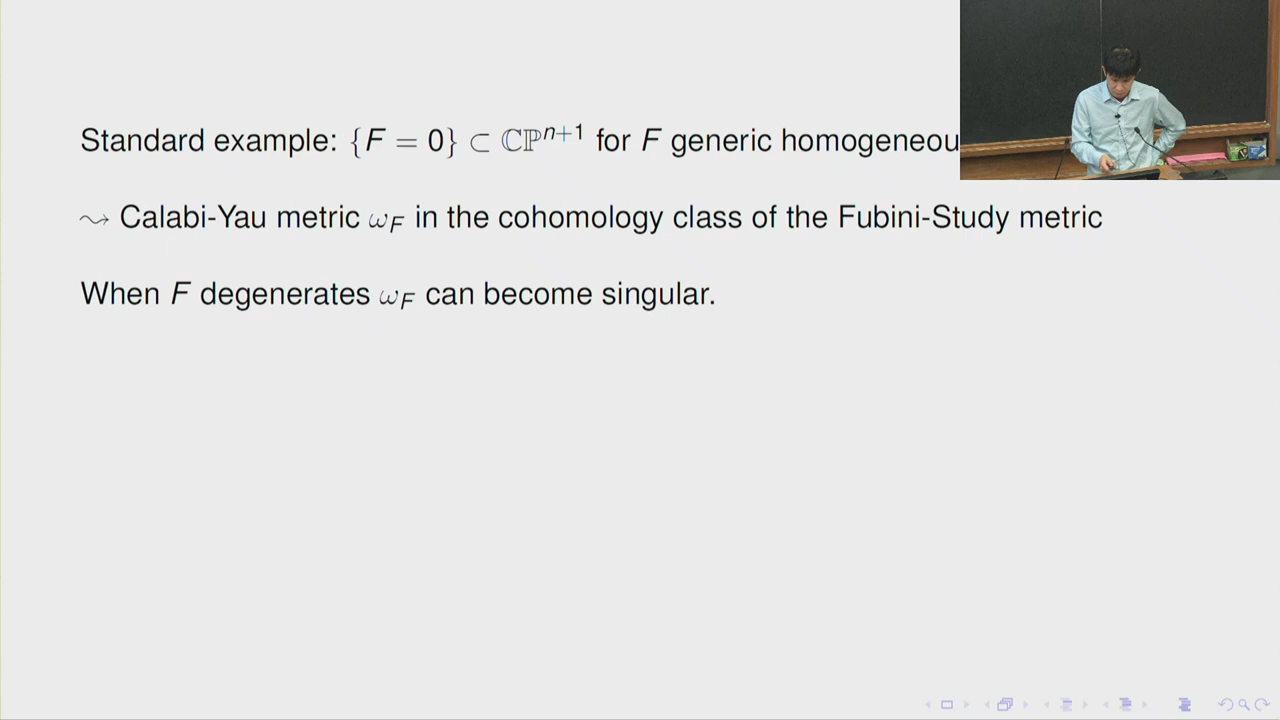 Standard example: {F = 0} ⊂ ℂℙⁿ⁺¹ for F generic homogeneou
⇝ Calabi-Yau metric ω_F in the cohomology class of the Fubini-Study metric
When F degenerates ω_F can become singular.